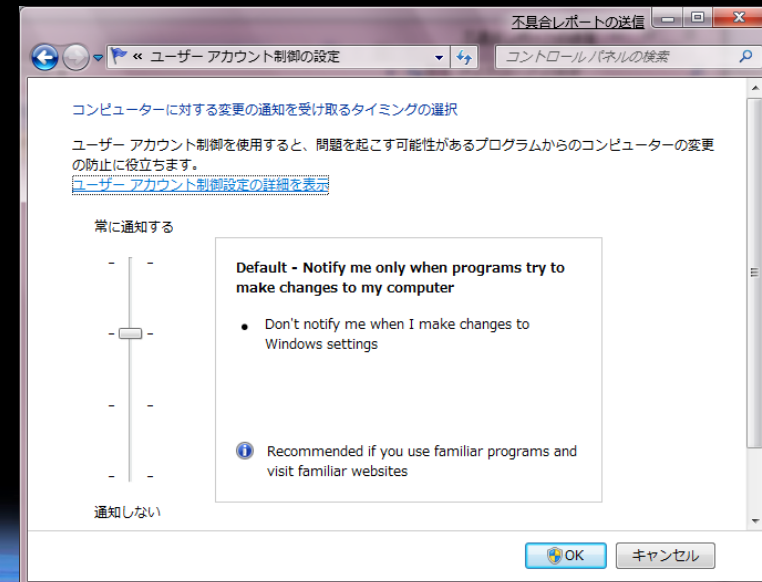 不具合レポートの送信
« ユーザー アカウント制御の設定
コントロール パネルの検索
コンピューターに対する変更の通知を受け取るタイミングの選択
ユーザー アカウント制御を使用すると、問題を起こす可能性があるプログラムからのコンピューターの変更
の防止に役立ちます。
ユーザー アカウント制御設定の詳細を表示
常に通知する
Default - Notify me only when programs try to
make changes to my computer
• Don't notify me when I make changes to
Windows settings
Recommended if you use familiar programs and
visit familiar websites
通知しない
OK
キャンセル